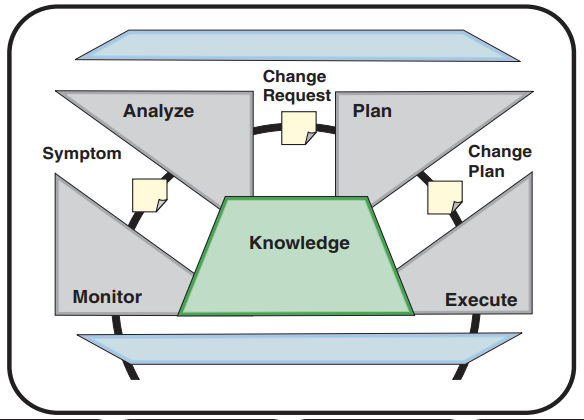 Change
Request
Analyze
Plan
Symptom
Change
Plan
Knowledge
Monitor
Execute